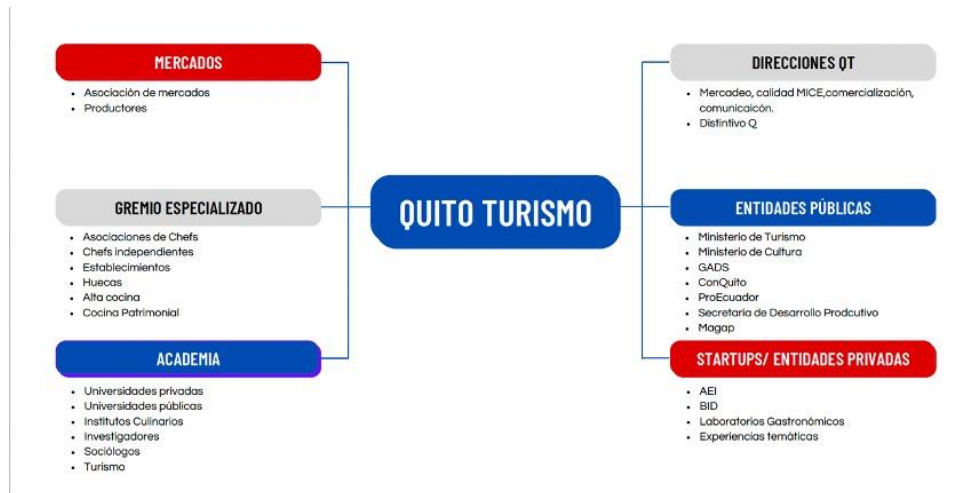 MERCADOS
• Asociación de mercados
• Productores
GREMIO ESPECIALIZADO
• Asociaciones de Chefs
• Chefs independientes
• Establecimientos
• Huecas
• Alta cocina
• Cocina Patrimonial
ACADEMIA
• Universidades privadas
• Universidades públicas
• Institutos Culinarios
• Investigadores
• Sociólogos
• Turismo
QUITO TURISMO
DIRECCIONES QT
• Mercadeo, calidad MICE,comercialización,
comunicaicón.
• Distintivo Q
ENTIDADES PÚBLICAS
• Ministerio de Turismo
• Ministerio de Cultura
• GADS
• ConQuito
• ProEcuador
• Secretaría de Desarrollo Prodcutivo
• Magap
STARTUPS/ ENTIDADES PRIVADAS
• AEI
• BID
• Laboratorios Gastronómicos
• Experiencias temáticas